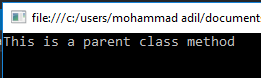 file:///c:/users/mohammad adil/document
This is a parent class method